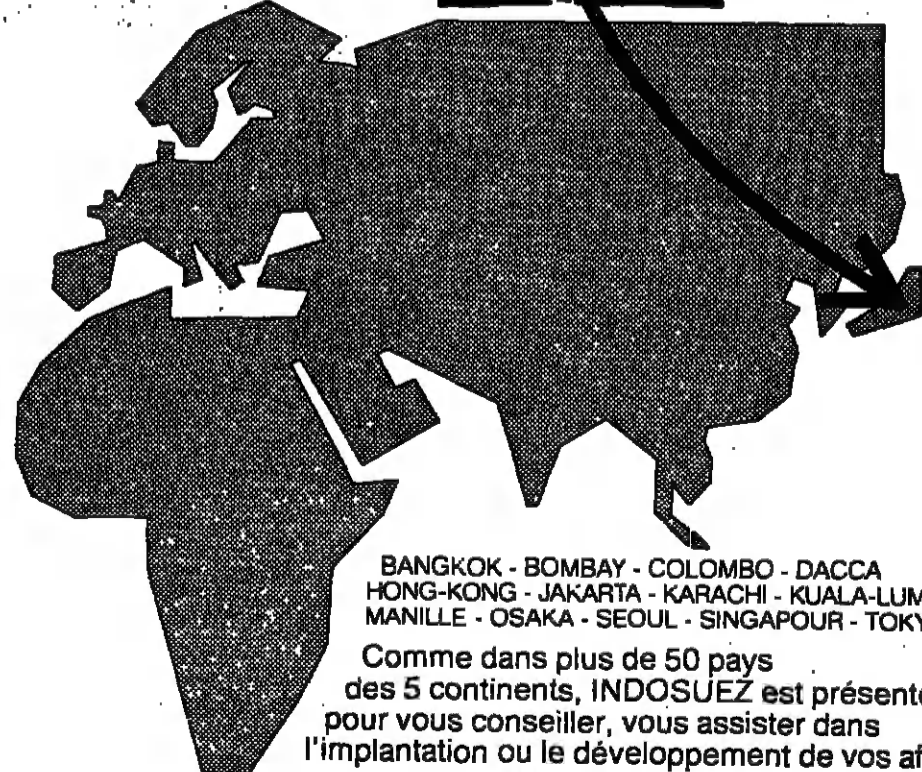 BANGKOK - BOMBAY - COLOMBO - DACCA
HONG-KONG - JAKARTA - KARACHI - KUALA-LUM
MANILLE - OSAKA - SEOUL - SINGAPOUR - TOKY
Comme dans plus de 50 pays
des 5 continents, INDOSUEZ est présente
pour vous conseiller, vous assister dans
l'implantation ou le développement de vos af